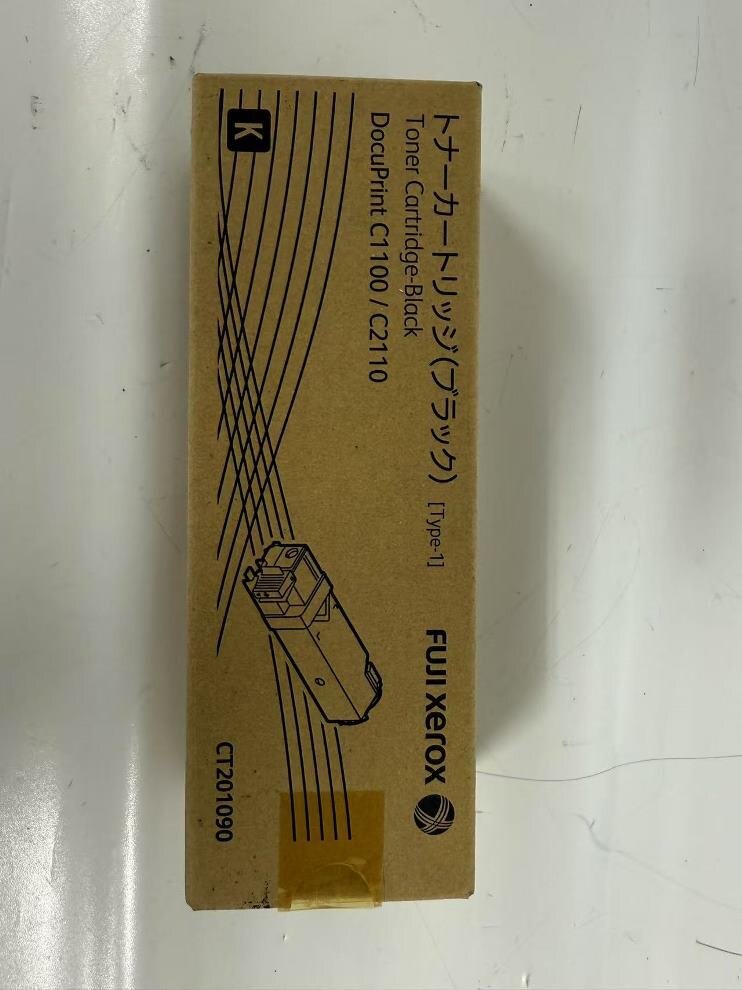 トナーカートリッジ(ブラック) [Type-1]
Toner Cartridge-Black
DocuPrint C1100 / C2110
K
FUJI xerox
CT201090